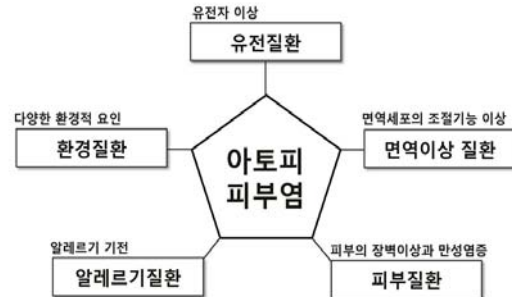 유전자 이상
유전질환
다양한 환경적 요인
환경질환
면역세포의 조절기능 이상
면역이상 질환
아토피
피부염
알레르기 기전
알레르기질환
피부의 장벽이상과 만성염증
피부질환